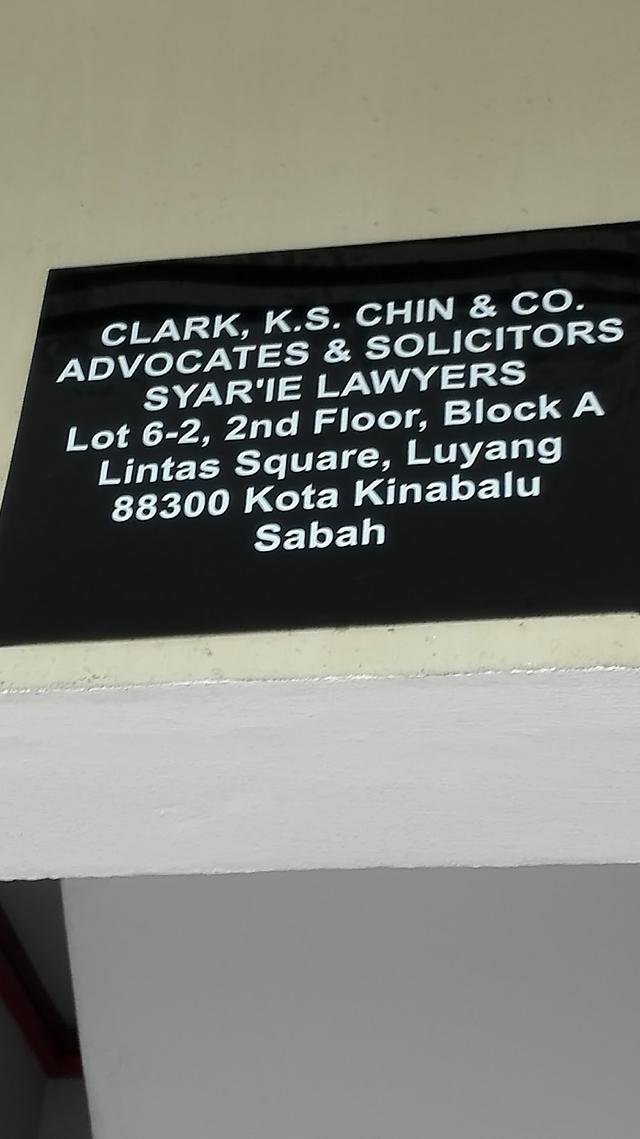 CLARK, K.S. CHIN & CO.
ADVOCATES & SOLICITORS
SYAR'IE LAWYERS
Lot 6-2, 2nd Floor, Block A
Lintas Square, Luyang
88300 Kota Kinabalu
Sabah